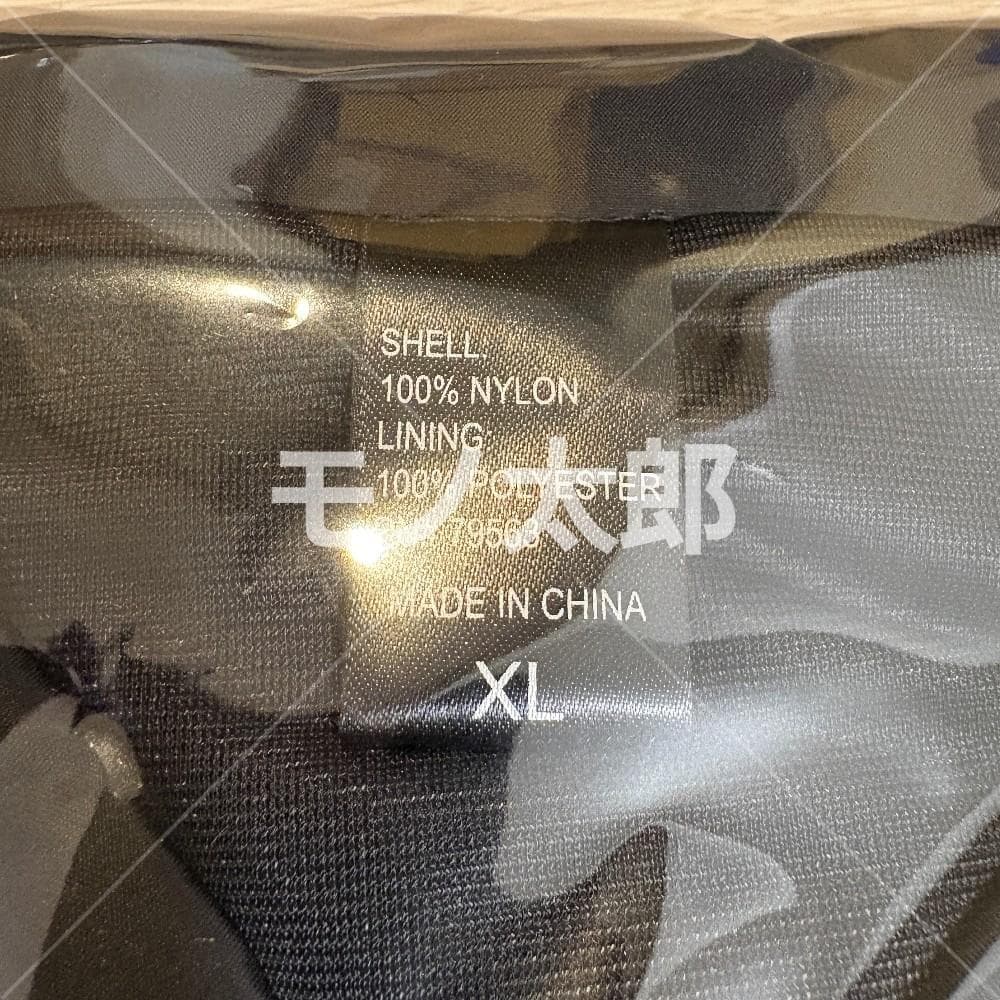 SHELL
100% NYLON
LINING
100% POLYESTER
モノ太郎
MADE IN CHINA
XL